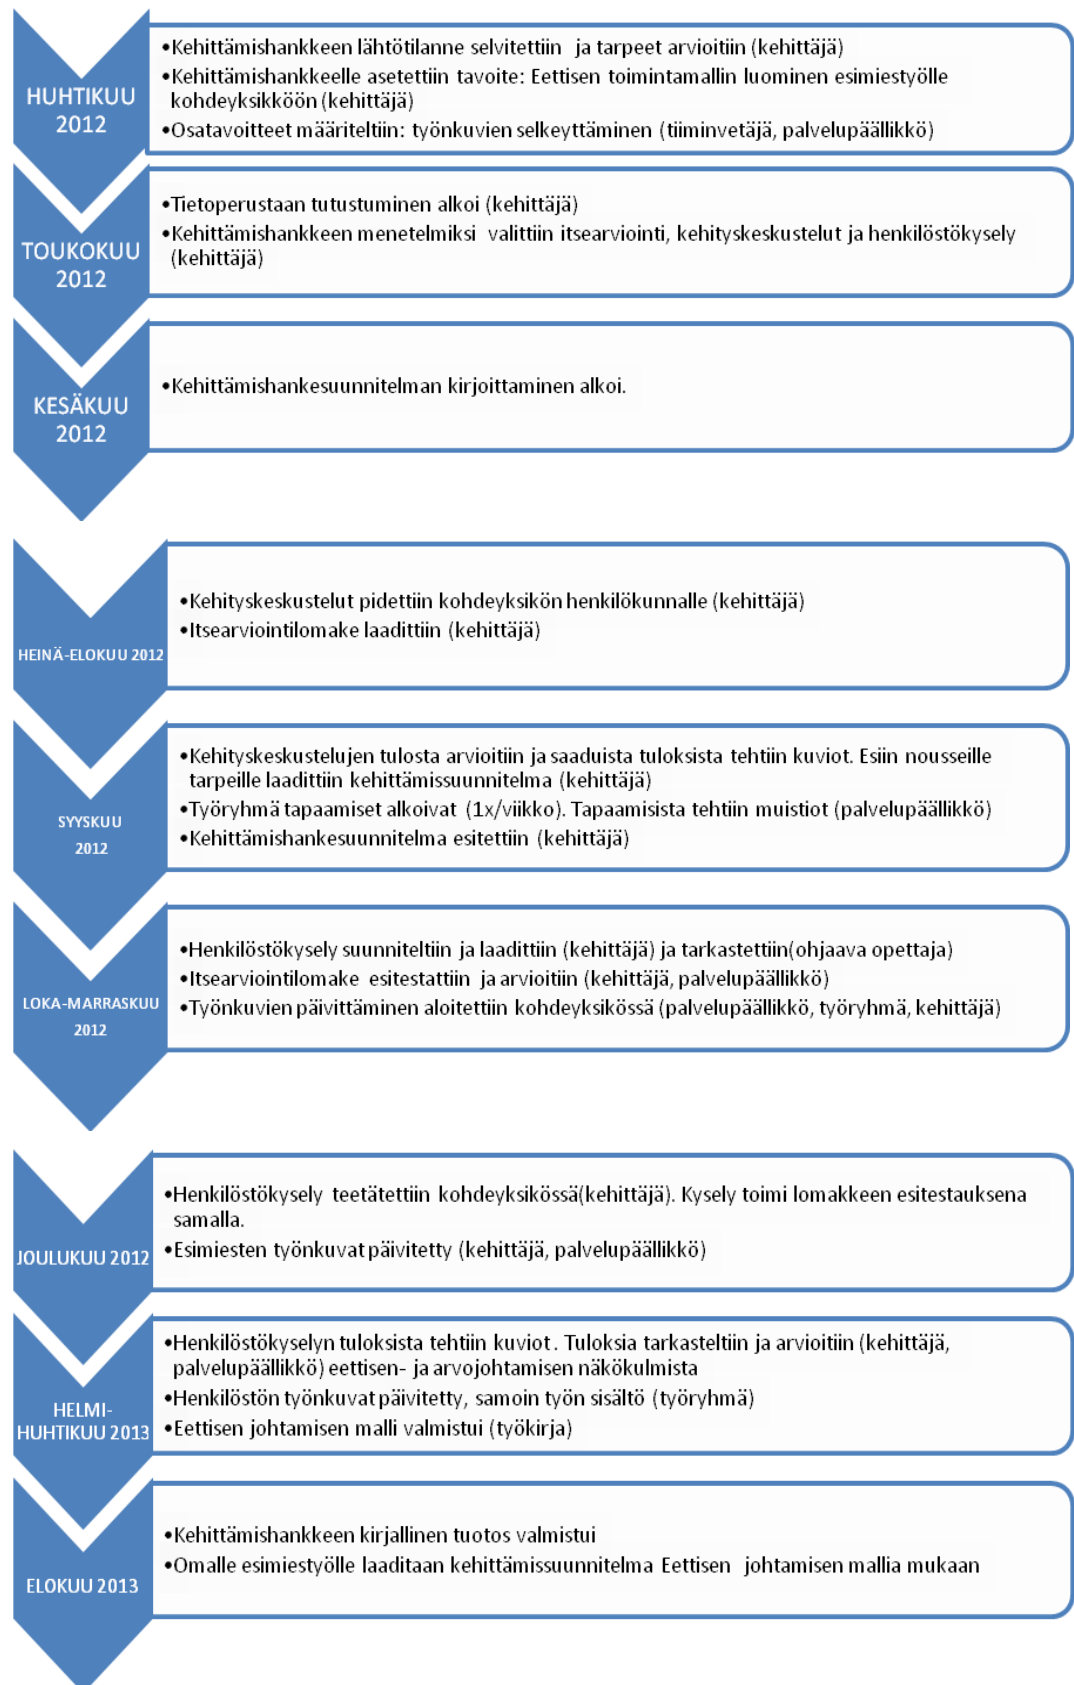 HUHTIKUU
2012
•Kehittämishankkeen lähtötilanne selvitettiin ja tarpeet arvioitiin (kehittäjä)
•Kehittämishankkeelle asetettiin tavoite: Eettisen toimintamallin luominen esimiestyölle
kohdeyksikköön (kehittäjä)
•Osatavoitteet määriteltiin: työnkuvien selkeyttäminen (tiiminvetäjä, palvelupäällikkö)
TOUKOKUU
2012
•Tietoperustaan tutustuminen alkoi (kehittäjä)
•Kehittämishankkeen menetelmiksi valittiin itsearviointi, kehityskeskustelut ja henkilöstökysely
(kehittäjä)
KESÄKUU
2012
•Kehittämishankesuunnitelman kirjoittaminen alkoi.
HEINÄ-ELOKUU 2012
•Kehityskeskustelut pidettiin kohdeyksikön henkilökunnalle (kehittäjä)
•Itsearviointilomake laadittiin (kehittäjä)
SYYSKUU
2012
•Kehityskeskustelujen tulosta arvioitiin ja saaduista tuloksista tehtiin kuviot. Esiin nousseille
tarpeille laadittiin kehittämissuunnitelma (kehittäjä)
•Työryhmä tapaamiset alkoivat (1x/viikko). Tapaamisista tehtiin muistiot (palvelupäällikkö)
•Kehittämishankesuunnitelma esitettiin (kehittäjä)
LOKA-MARRASKUU
2012
•Henkilöstökysely suunniteltiin ja laadittiin (kehittäjä) ja tarkastettiin(ohjaava opettaja)
•Itsearviointilomake esitestattiin ja arvioitiin (kehittäjä, palvelupäällikkö)
•Työnkuvien päivittäminen aloitettiin kohdeyksikössä (palvelupäällikkö, työryhmä, kehittäjä)
JOULUKUU 2012
•Henkilöstökysely teetätettiin kohdeyksikössä(kehittäjä). Kysely toimi lomakkeen esitestauksena
samalla.
•Esimiesten työnkuvat päivitetty (kehittäjä, palvelupäällikkö)
HELMI-
HUHTIKUU 2013
•Henkilöstökyselyn tuloksista tehtiin kuviot. Tuloksia tarkasteltiin ja arvioitiin (kehittäjä,
palvelupäällikkö) eettisen- ja arvojohtamisen näkökulmista
•Henkilöstön työnkuvat päivitetty, samoin työn sisältö (työryhmä)
•Eettisen johtamisen malli valmistui (työkirja)
ELOKUU 2013
•Kehittämishankkeen kirjallinen tuotos valmistui
•Omalle esimiestyölle laaditaan kehittämissuunnitelma Eettisen johtamisen mallia mukaan